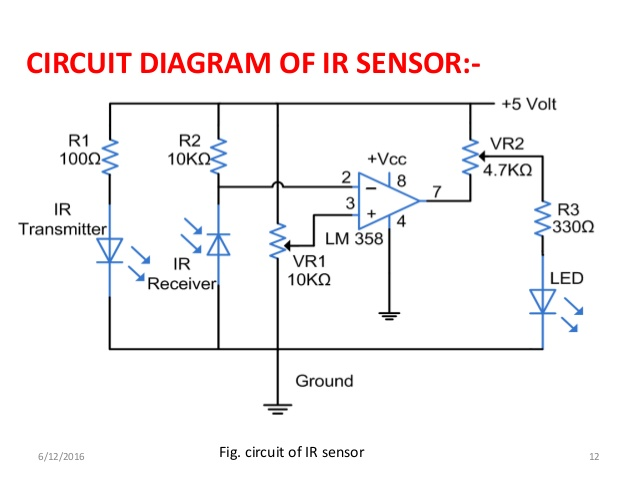 CIRCUIT DIAGRAM OF IR SENSOR:-
+5 Volt
R1
100Ω
R2
10KΩ
VR2
4.7KΩ
+Vcc
2
8
7
3
4
-
+
LM 358
IR
Transmitter
IR
Receiver
VR1
10KΩ
R3
330Ω
LED
Ground
6/12/2016
Fig. circuit of IR sensor
12